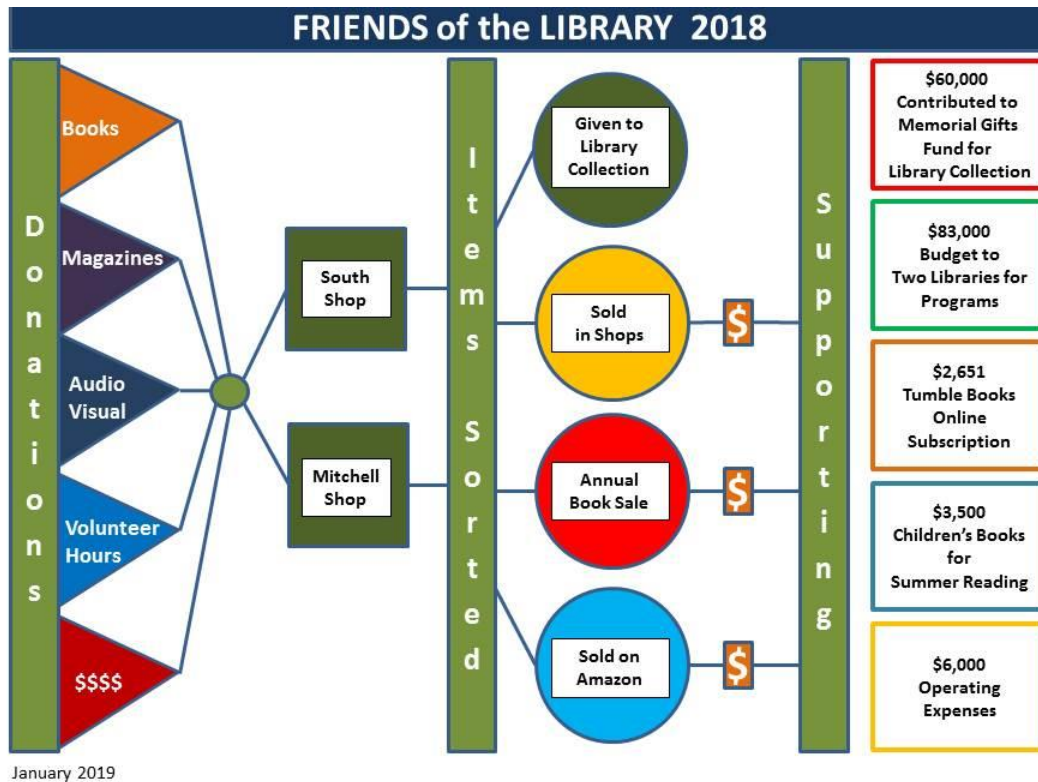 FRIENDS of the LIBRARY 2018
Donations
Books
Magazines
Audio
Visual
Volunteer
Hours
$$$$
South
Shop
Mitchell
Shop
Items Sorted
Given to
Library
Collection
Sold
in Shops
$
Annual
Book Sale
$
Sold on
Amazon
$
Supporting
$60,000
Contributed to
Memorial Gifts
Fund for
Library Collection
$83,000
Budget to
Two Libraries for
Programs
$2,651
Tumble Books
Online
Subscription
$3,500
Children’s Books
for
Summer Reading
$6,000
Operating
Expenses
January 2019